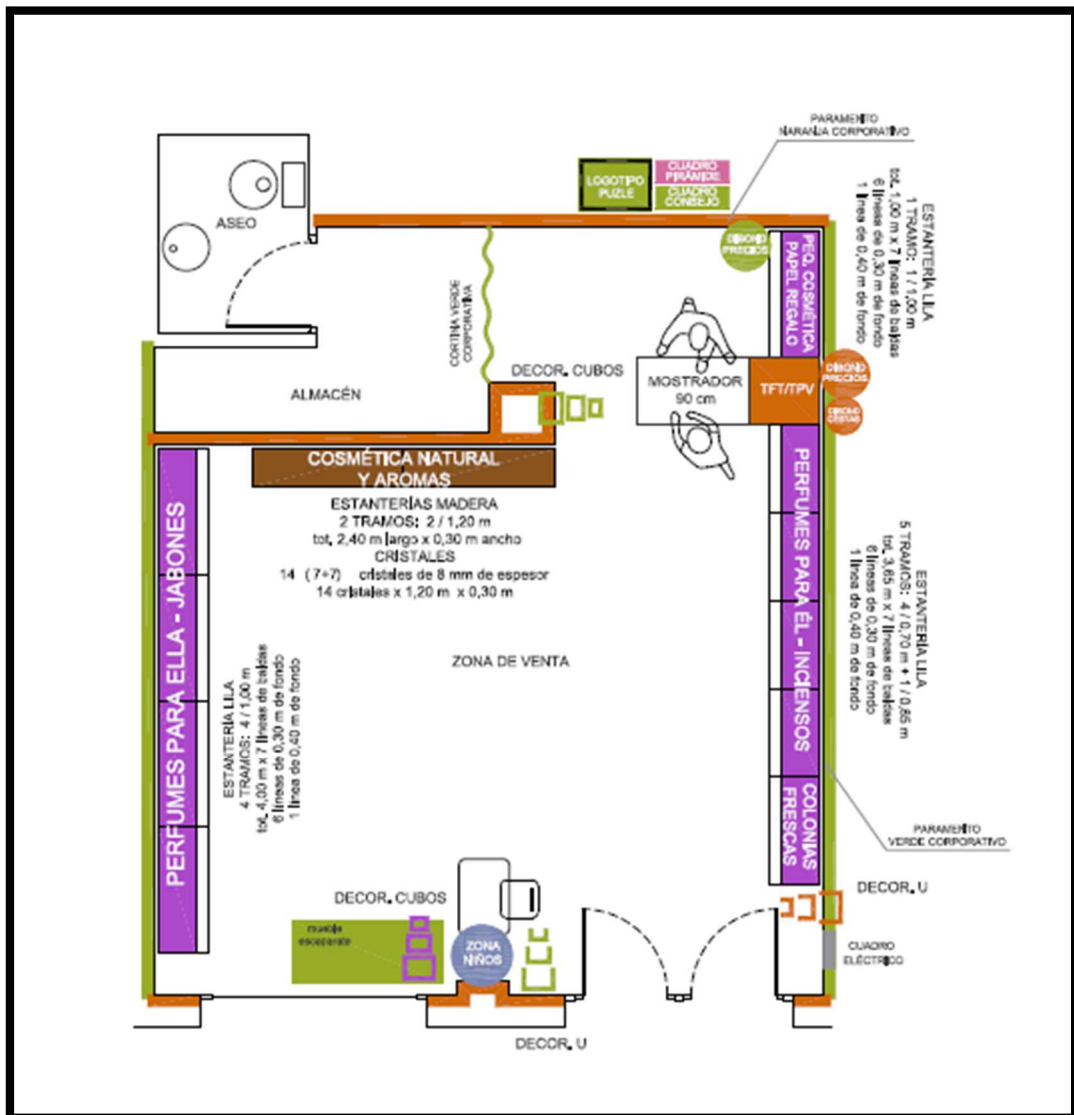 PARAMENTO
NARANJA CORPORATIVO
LOGOTIPO
PUZLE
CUADRO
PIRÁMIDE
CUADRO
CONSEJO
ASEO
DIBOND
PRECIOS
PEQ. COSMÉTICA
PAPEL REGALO
ESTANTERÍA LILA
1 TRAMO: 1 / 1,00 m
tot. 1,00 m x 7 líneas de baldas
6 líneas de 0,30 m de fondo
1 línea de 0,40 m de fondo
CORTINA VERDE
CORPORATIVA
DECOR. CUBOS
ALMACÉN
MOSTRADOR
90 cm
TFT/TPV
DIBOND
PRECIOS
DIBOND
CESTAS
COSMÉTICA NATURAL
Y AROMAS
ESTANTERÍAS MADERA
2 TRAMOS: 2 / 1,20 m
tot. 2,40 m largo x 0,30 m ancho
CRISTALES
14 (7+7) cristales de 8 mm de espesor
14 cristales x 1,20 m x 0,30 m
PERFUMES PARA ELLA - JABONES
ESTANTERÍA LILA
4 TRAMOS: 4 / 1,00 m
tot. 4,00 m x 7 líneas de baldas
6 líneas de 0,30 m de fondo
1 línea de 0,40 m de fondo
ZONA DE VENTA
PERFUMES PARA ÉL - INCIENSOS
ESTANTERÍA LILA
5 TRAMOS: 4 / 0,70 m + 1 / 0,85 m
tot. 3,65 m x 7 líneas de baldas
6 líneas de 0,30 m de fondo
1 línea de 0,40 m de fondo
COLONIAS
FRESCAS
PARAMENTO
VERDE CORPORATIVO
DECOR. CUBOS
mueble
escaparate
ZONA
NIÑOS
DECOR. U
CUADRO
ELÉCTRICO
DECOR. U